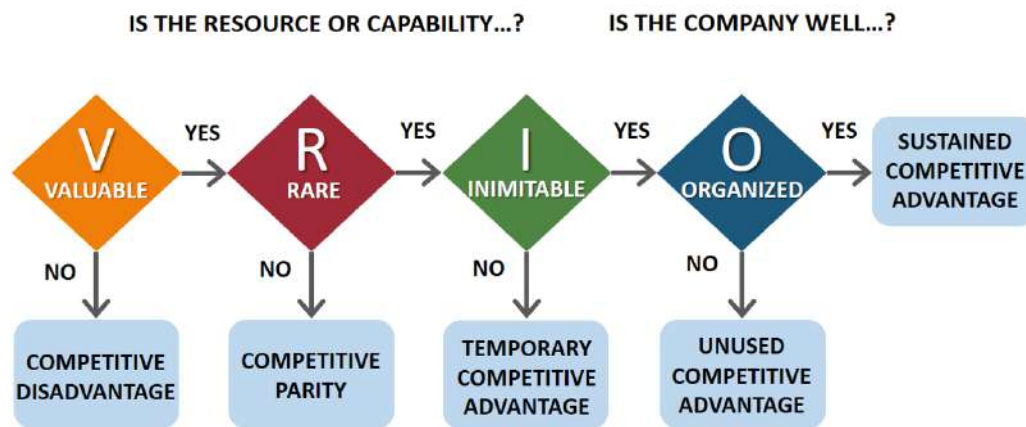 IS THE RESOURCE OR CAPABILITY...?
IS THE COMPANY WELL...?
V
VALUABLE
YES
R
RARE
YES
I
INIMITABLE
YES
O
ORGANIZED
YES
SUSTAINED
COMPETITIVE
ADVANTAGE
NO
NO
NO
NO
COMPETITIVE
DISADVANTAGE
COMPETITIVE
PARITY
TEMPORARY
COMPETITIVE
ADVANTAGE
UNUSED
COMPETITIVE
ADVANTAGE